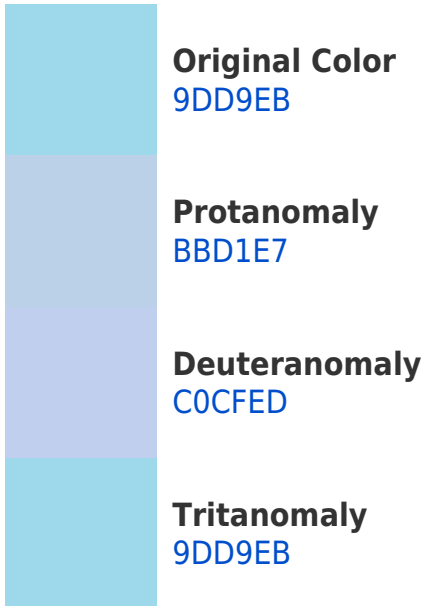 Original Color
9DD9EB
Protanomaly
BBD1E7
Deuteranomaly
C0CFED
Tritanomaly
9DD9EB